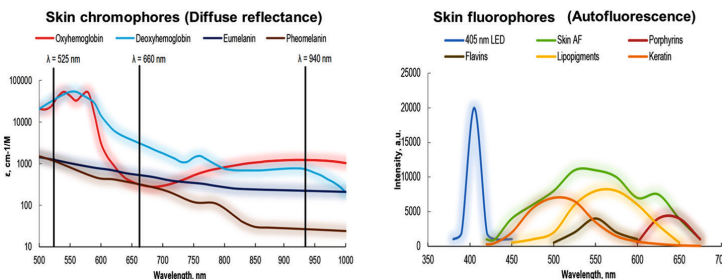 Skin chromophores (Diffuse reflectance)
Oxyhemoglobin Deoxyhemoglobin Eumelanin Pheomelanin
λ = 525 nm λ = 660 nm λ = 940 nm
ε, cm-1/M
100000
10000
1000
100
10
500 550 600 650 700 750 800 850 900 950 1000
Wavelength, nm
Skin fluorophores (Autofluorescence)
405 nm LED Skin AF Porphyrins
Flavins Lipopigments Keratin
Intensity, a.u.
25000
20000
15000
10000
5000
0
350 400 450 500 550 600 650 700
Wavelength, nm